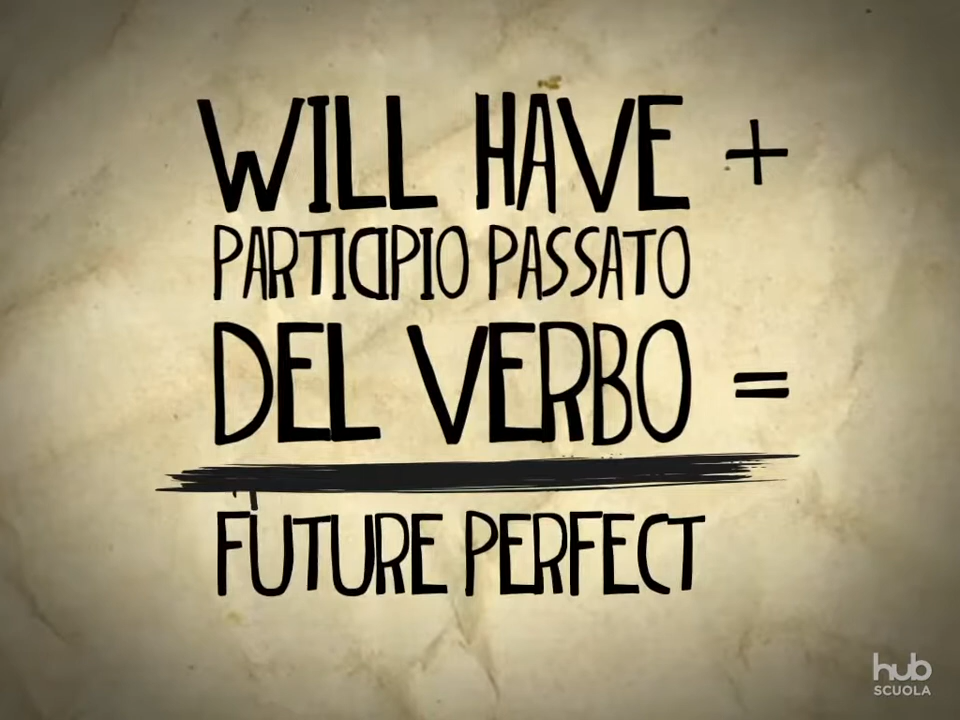 WILL HAVE +
PARTICIPIO PASSATO
DEL VERBO =
FUTURE PERFECT
hub
SCUOLA